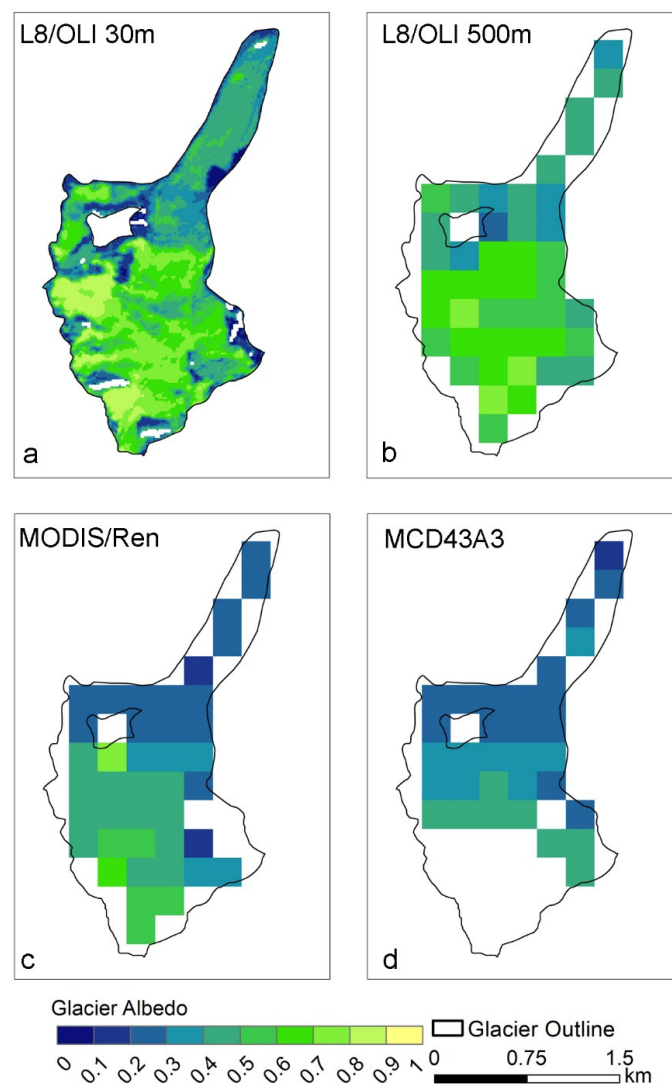 L8/OLI 30m
L8/OLI 500m
a
b
MODIS/Ren
MCD43A3
c
d
Glacier Albedo
0 0.1 0.2 0.3 0.4 0.5 0.6 0.7 0.8 0.9 1
Glacier Outline
0 0.75 1.5
km